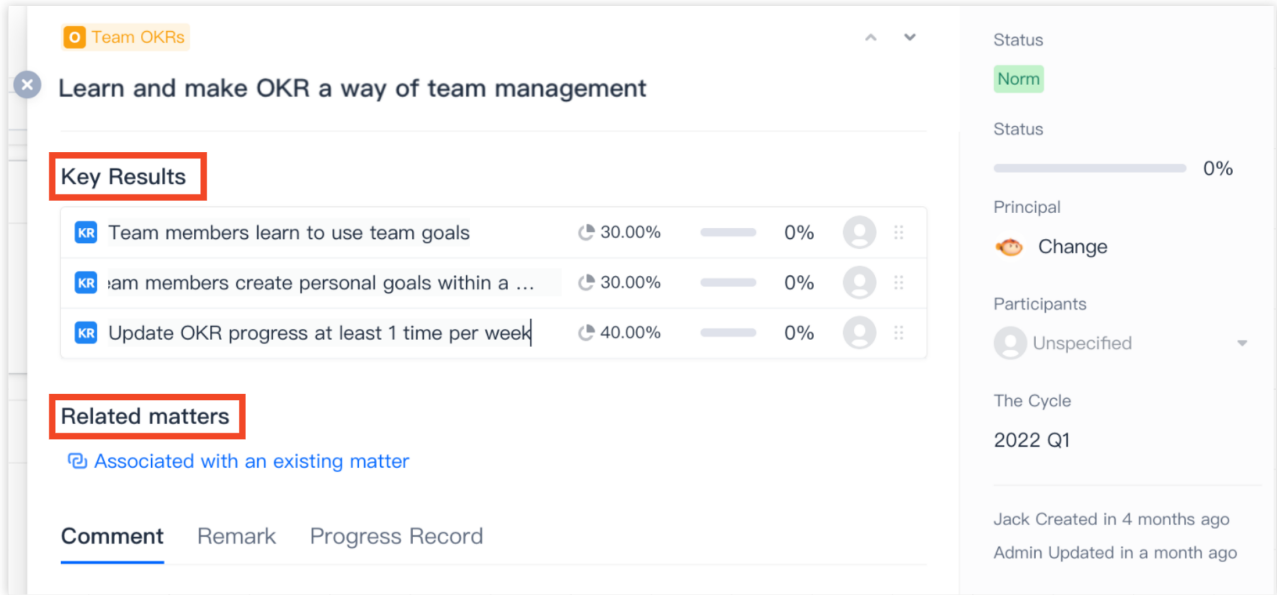 O Team OKRs
Learn and make OKR a way of team management
Key Results
KR Team members learn to use team goals 30.00% 0%
KR eam members create personal goals within a ... 30.00% 0%
KR Update OKR progress at least 1 time per week 40.00% 0%
Related matters
Associated with an existing matter
Comment Remark Progress Record
Status
Norm
Status
0%
Principal
Change
Participants
Unspecified
The Cycle
2022 Q1
Jack Created in 4 months ago
Admin Updated in a month ago